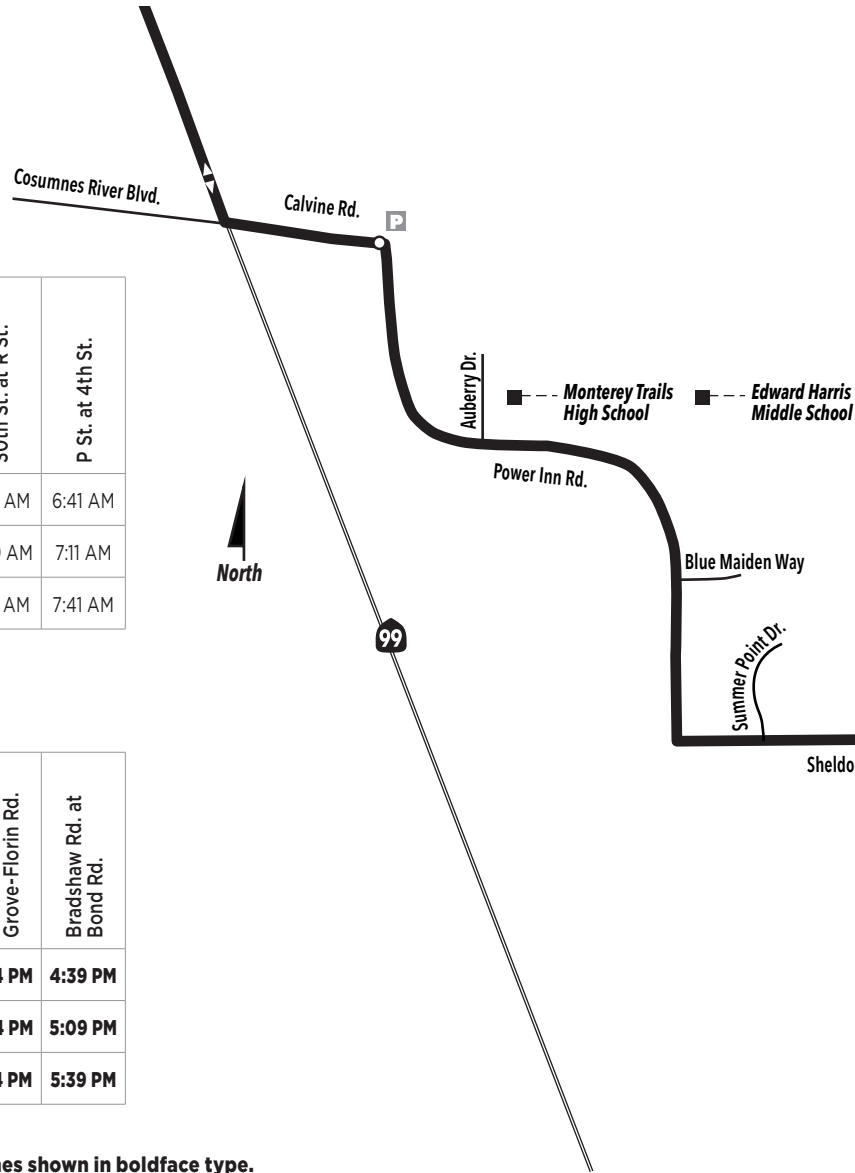 Cosumnes River Blvd.
Calvine Rd.
P
30th St. at R St.
P St. at 4th St.
Auberry Dr.
Monterey Trails
High School
Edward Harris
Middle School
Power Inn Rd.
AM
6:41 AM
AM
7:11 AM
AM
7:41 AM
North
Blue Maiden Way
99
Summer Point Dr.
Sheldo
Grove-Florin Rd.
Bradshaw Rd. at
Bond Rd.
PM
4:39 PM
PM
5:09 PM
PM
5:39 PM
shown in boldface type.